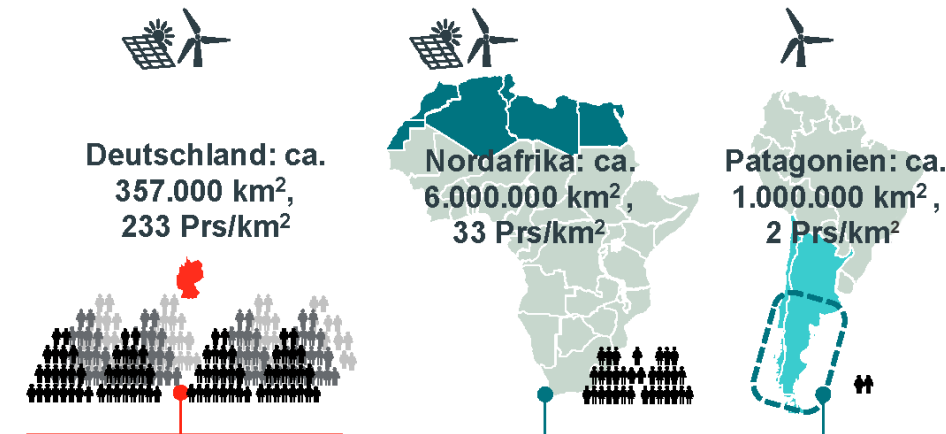 Deutschland: ca.
357.000 km²,
233 Prs/km²
Nordafrika: ca.
6.000.000 km²,
33 Prs/km²
Patagonien: ca.
1.000.000 km²,
2 Prs/km²